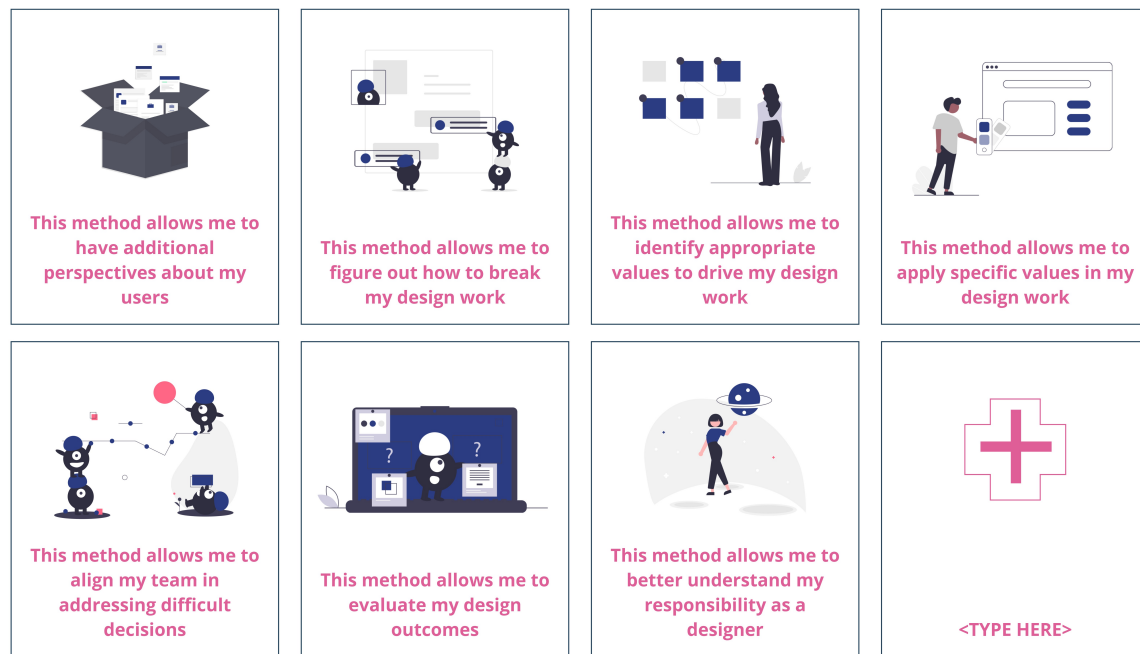 This method allows me to
have additional
perspectives about my
users
This method allows me to
figure out how to break
my design work
This method allows me to
identify appropriate
values to drive my design
work
This method allows me to
apply specific values in my
design work
This method allows me to
align my team in
addressing difficult
decisions
? ?
This method allows me to
evaluate my design
outcomes
This method allows me to
better understand my
responsibility as a
designer
<TYPE HERE>